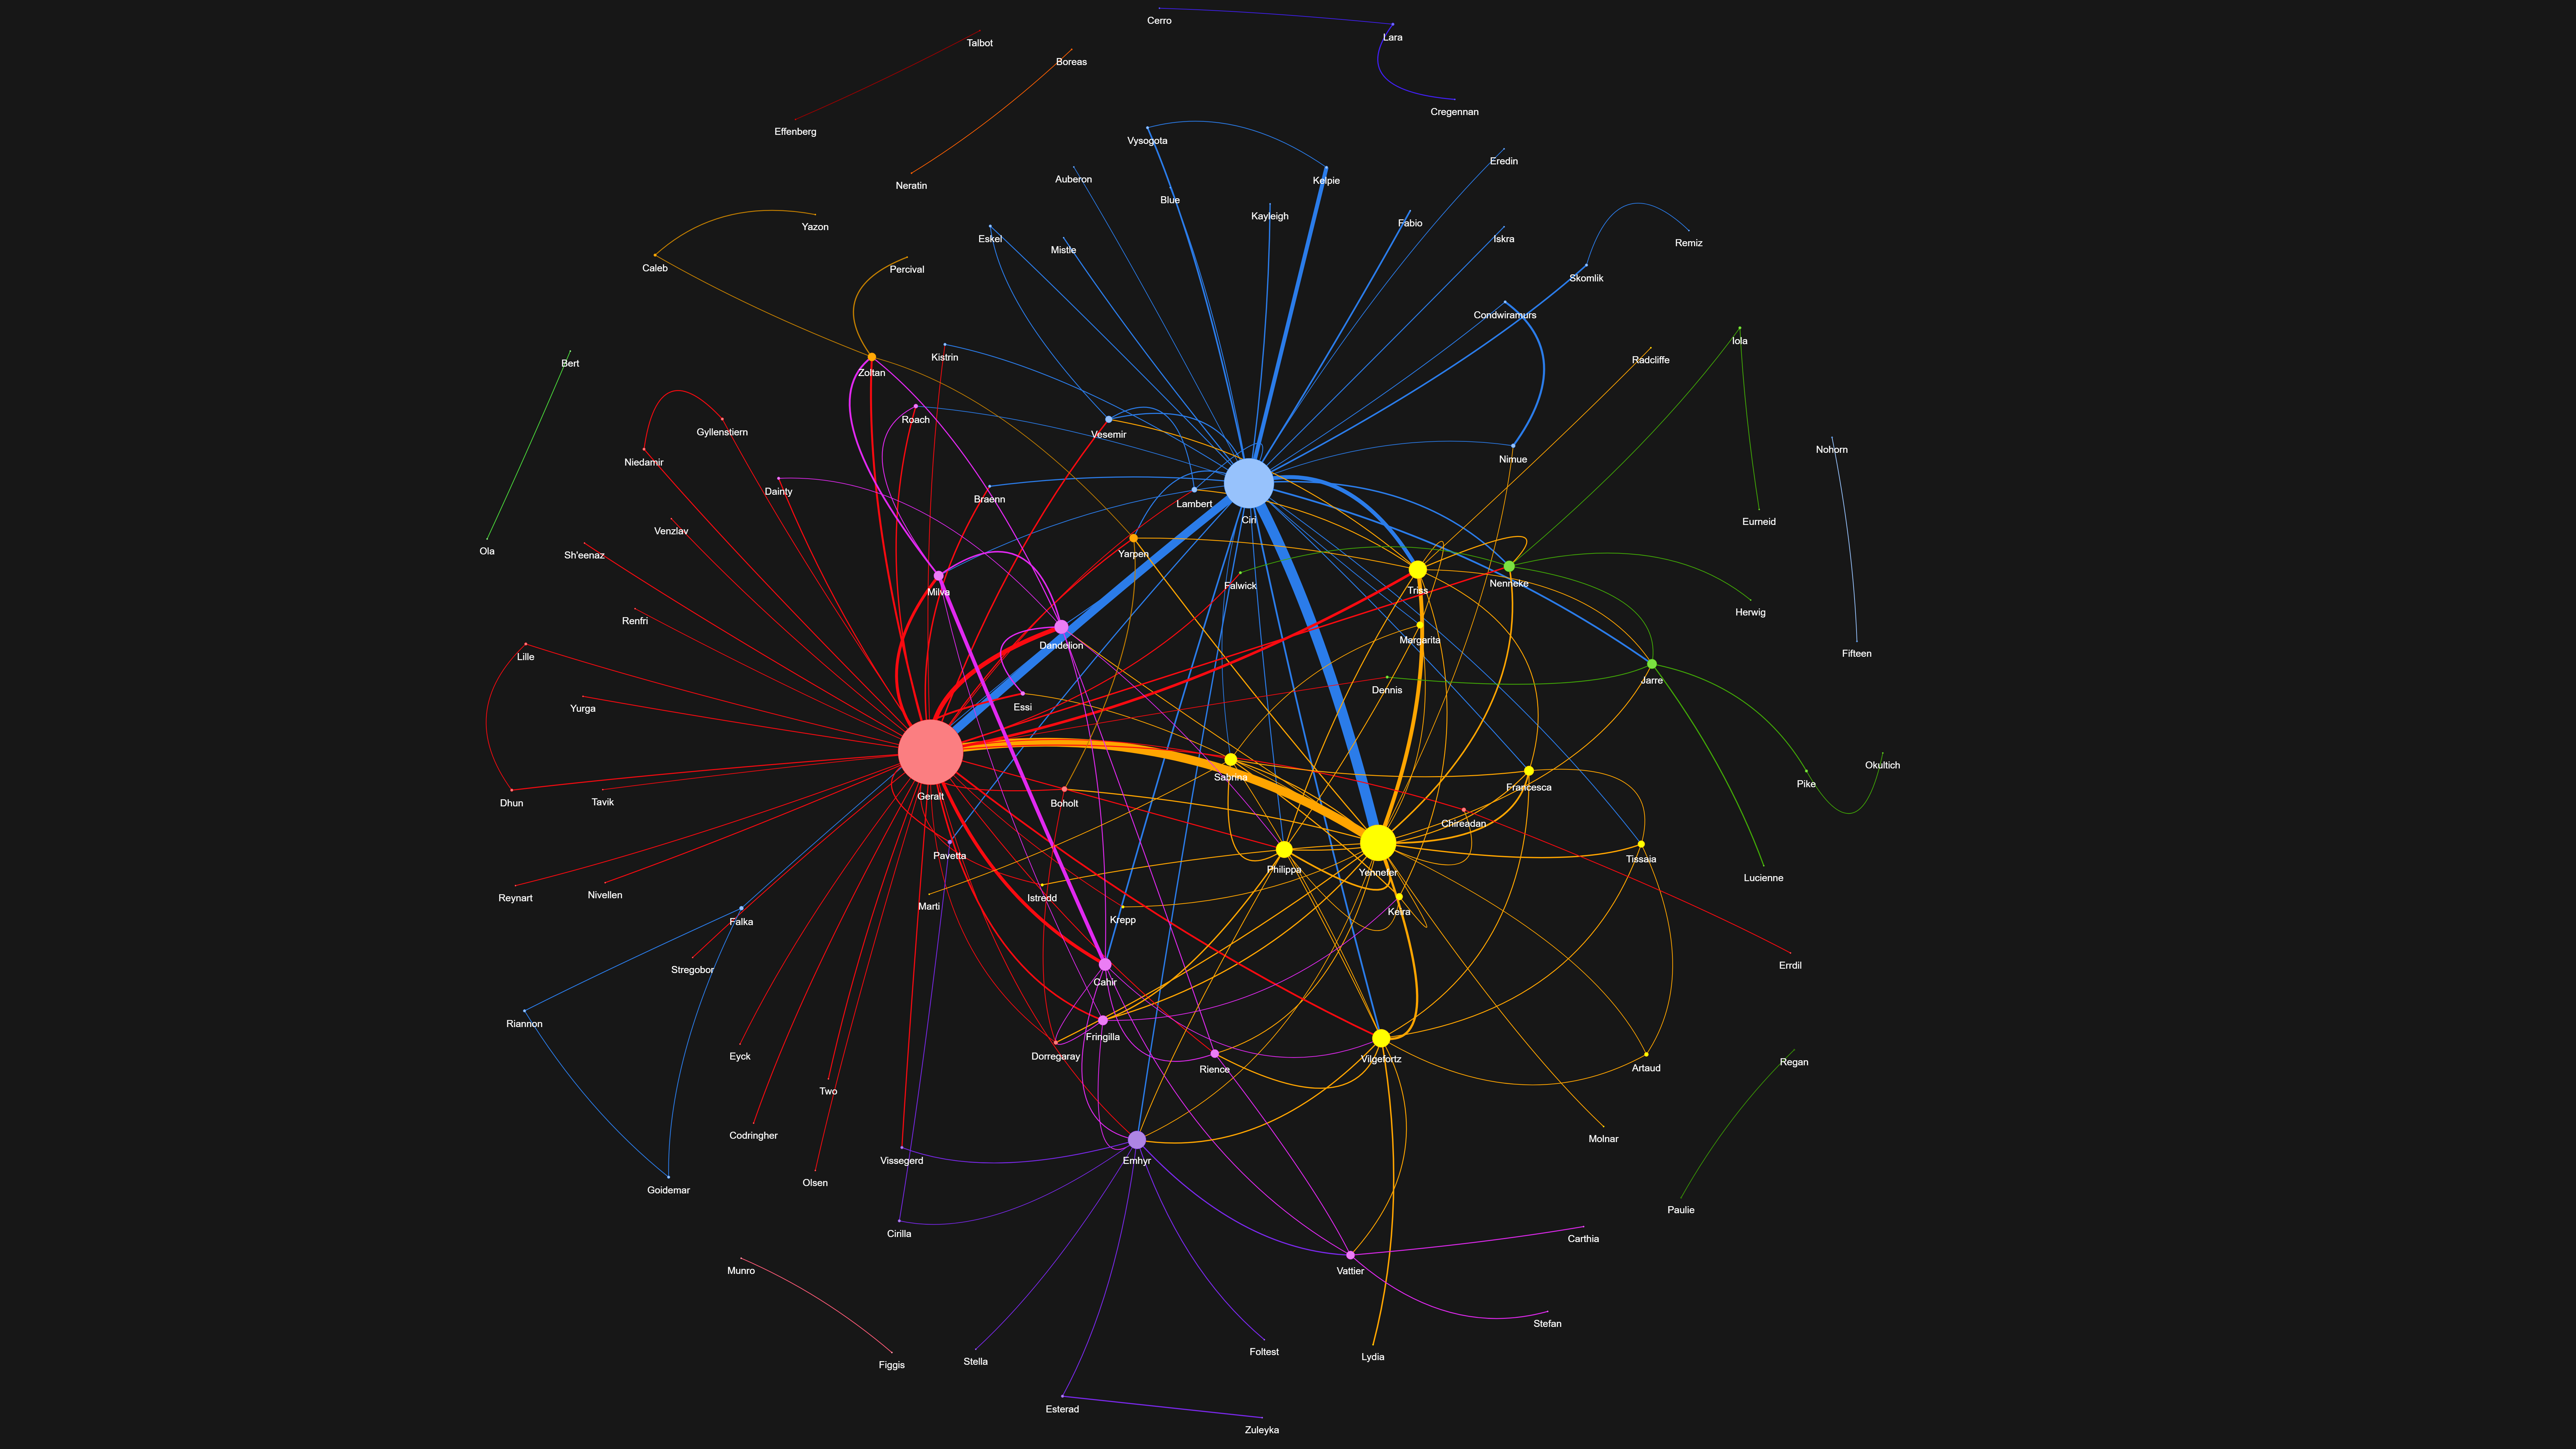 Cerro
Lara
Talbot
Boreas
Cregennan
Effenberg
Vysogota
Eredin
Auberon
Kelpie
Neratin
Blue
Kayleigh
Fabio
Yazon
Eskel
Iskra
Remiz
Mistle
Caleb
Percival
Skomlik
Condwiramurs
Iola
Kistrin
Radcliffe
Bert
Zoltan
Roach
Gyllenstiern
Vesemir
Nohorn
Niedamir
Nimue
Dainty
Braenn
Lambert
Ciri
Eurneid
Venzlav
Ola
Sh'eenaz
Yarpen
Falwick
Nenneke
Triss
Milva
Herwig
Renfri
Margarita
Dandelion
Lille
Fifteen
Jarre
Dennis
Essi
Yurga
Okultich
Sabrina
Francesca
Pike
Geralt
Dhun
Tavik
Boholt
Chireadan
Pavetta
Tissaia
Philippa
Yennefer
Lucienne
Reynart
Nivellen
Istredd
Marti
Keira
Krepp
Falka
Errdil
Stregobor
Cahir
Riannon
Fringilla
Eyck
Dorregaray
Vilgefortz
Regan
Rience
Artaud
Two
Codringher
Molnar
Vissegerd
Emhyr
Olsen
Goidemar
Paulie
Cirilla
Carthia
Munro
Vattier
Stefan
Foltest
Lydia
Stella
Figgis
Esterad
Zuleyka